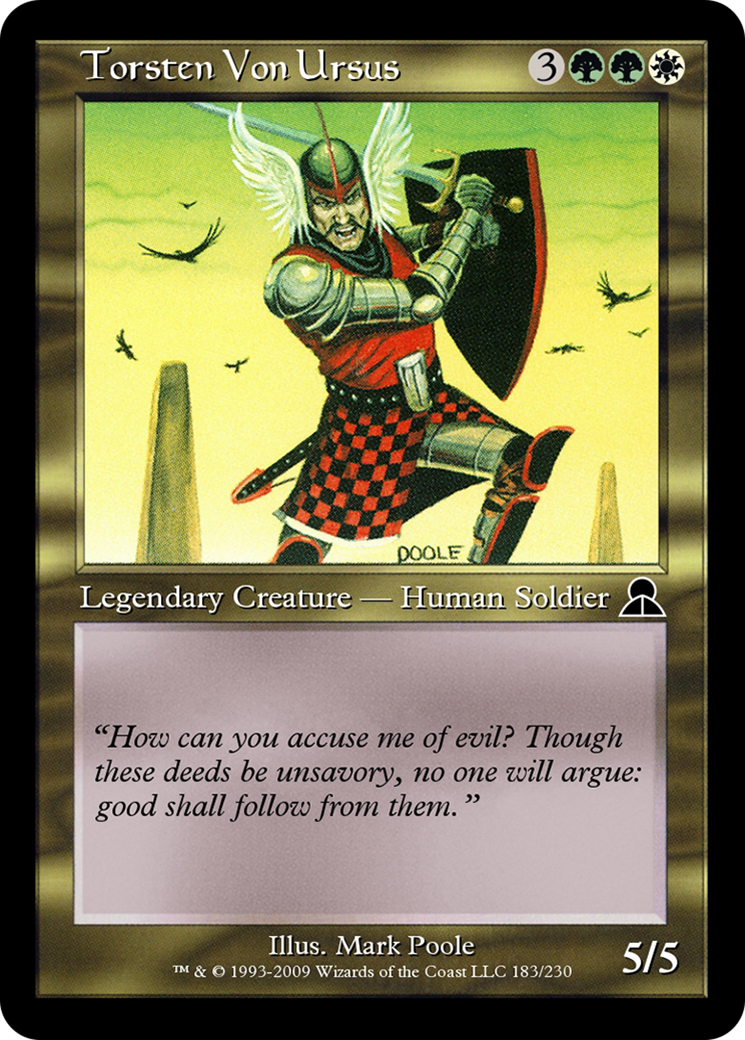 Torsten Von Ursus 3
POOLE
Legendary Creature — Human Soldier
“How can you accuse me of evil? Though
these deeds be unsavory, no one will argue:
good shall follow from them.”
Illus. Mark Poole
™ & © 1993-2009 Wizards of the Coast LLC 183/230
5/5